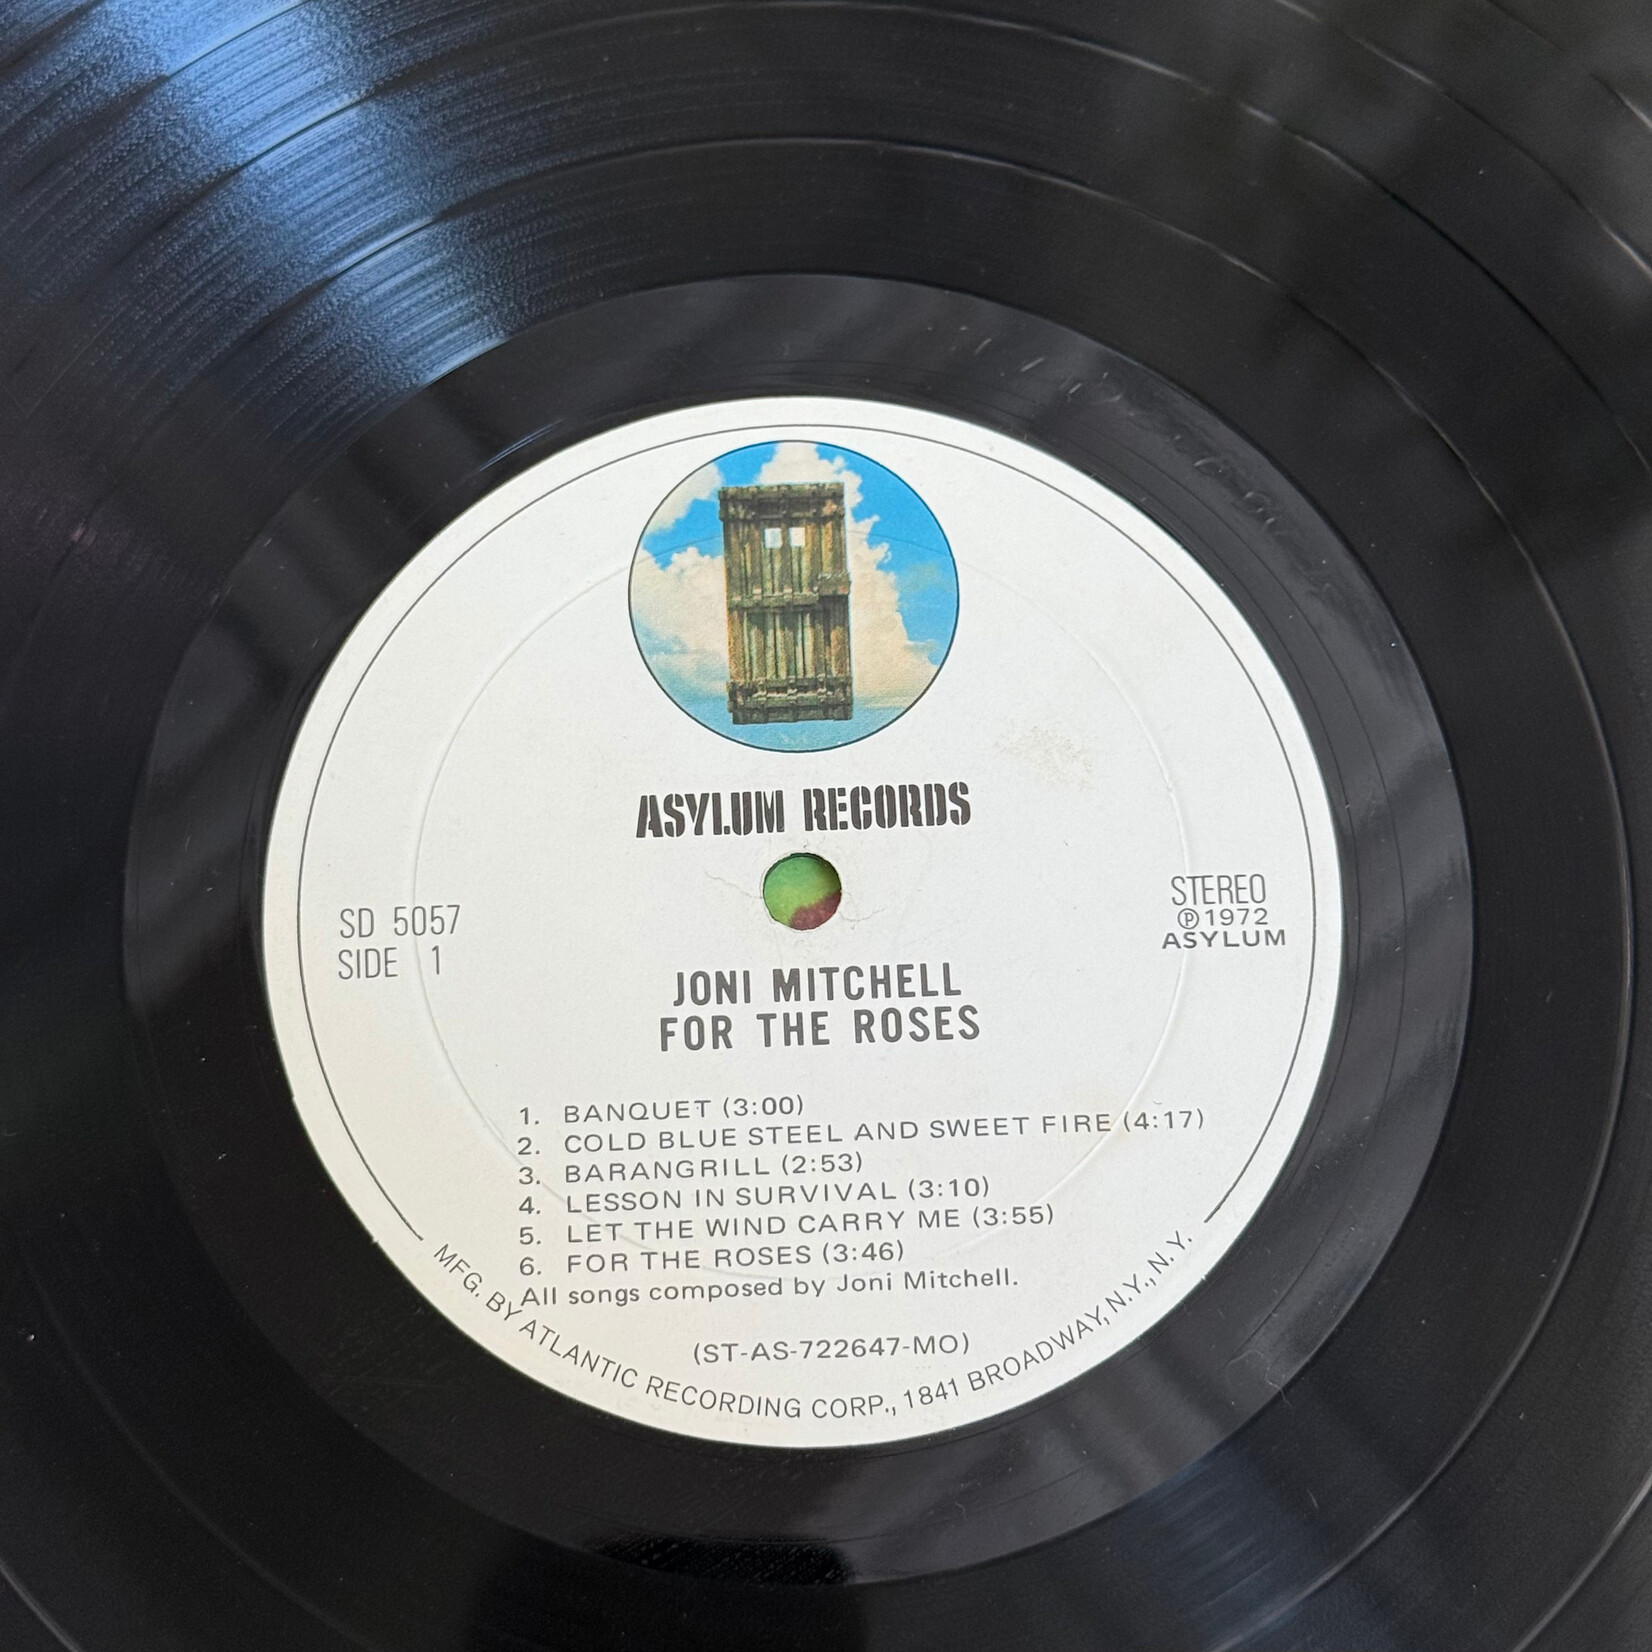 ASYLUM RECORDS
SD 5057
SIDE 1
STEREO
℗1972
ASYLUM
JONI MITCHELL
FOR THE ROSES
1. BANQUET (3:00)
2. COLD BLUE STEEL AND SWEET FIRE (4:17)
3. BARANGRILL (2:53)
4. LESSON IN SURVIVAL (3:10)
5. LET THE WIND CARRY ME (3:55)
6. FOR THE ROSES (3:46)
All songs composed by Joni Mitchell.
(ST-AS-722647-MO)
MFG. BY ATLANTIC RECORDING CORP., 1841 BROADWAY, N.Y., N.Y.